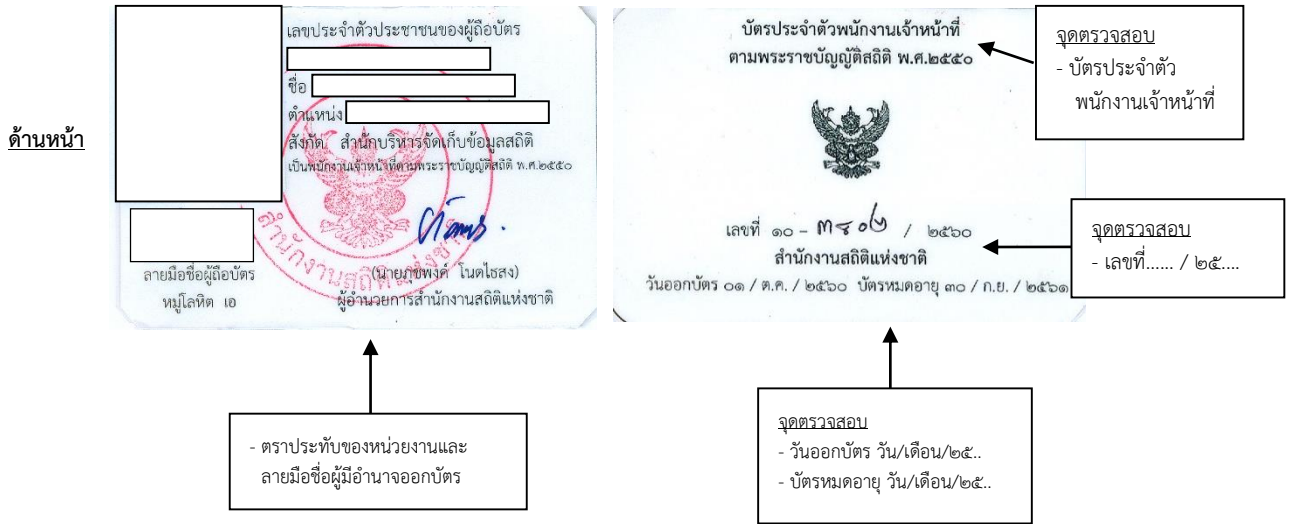 ด้านหน้า
เลขประจำตัวประชาชนของผู้ถือบัตร
ชื่อ
ตำแหน่ง
สังกัด สำนักบริหารจัดเก็บข้อมูลสถิติ
เป็นพนักงานเจ้าหน้าที่ตามพระราชบัญญัติสถิติ พ.ศ.๒๕๕๐
สำนักงานสถิติแห่งชาติ
ลายมือชื่อผู้ถือบัตร
หมู่โลหิต เอ
(นายภุชพงค์ โนดไธสง)
ผู้อำนวยการสำนักงานสถิติแห่งชาติ
บัตรประจำตัวพนักงานเจ้าหน้าที่
ตามพระราชบัญญัติสถิติ พ.ศ.๒๕๕๐
เลขที่ ๑๐ - ๓๘๐๒ / ๒๕๖๐
สำนักงานสถิติแห่งชาติ
วันออกบัตร ๐๑ / ต.ค. / ๒๕๖๐ บัตรหมดอายุ ๓๐ / ก.ย. / ๒๕๖๑
จุดตรวจสอบ
- บัตรประจำตัว
พนักงานเจ้าหน้าที่
จุดตรวจสอบ
- เลขที่...... / ๒๕....
- ตราประทับของหน่วยงานและ
ลายมือชื่อผู้มีอำนาจออกบัตร
จุดตรวจสอบ
- วันออกบัตร วัน/เดือน/๒๕..
- บัตรหมดอายุ วัน/เดือน/๒๕..